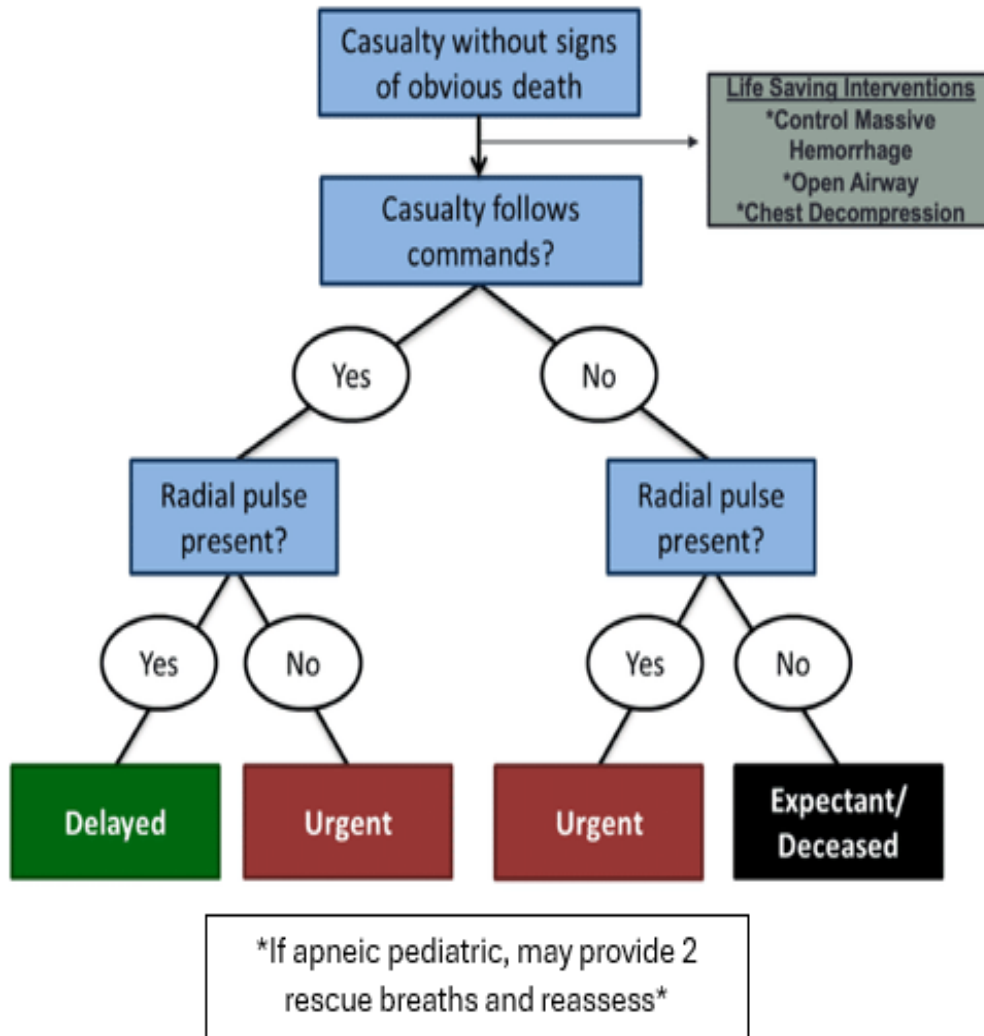 Casualty without signs
of obvious death
Life Saving Interventions
*Control Massive
Hemorrhage
*Open Airway
*Chest Decompression
Casualty follows
commands?
Yes
No
Radial pulse
present?
Radial pulse
present?
Yes
No
Yes
No
Delayed
Urgent
Urgent
Expectant/
Deceased
*If apneic pediatric, may provide 2
rescue breaths and reassess*